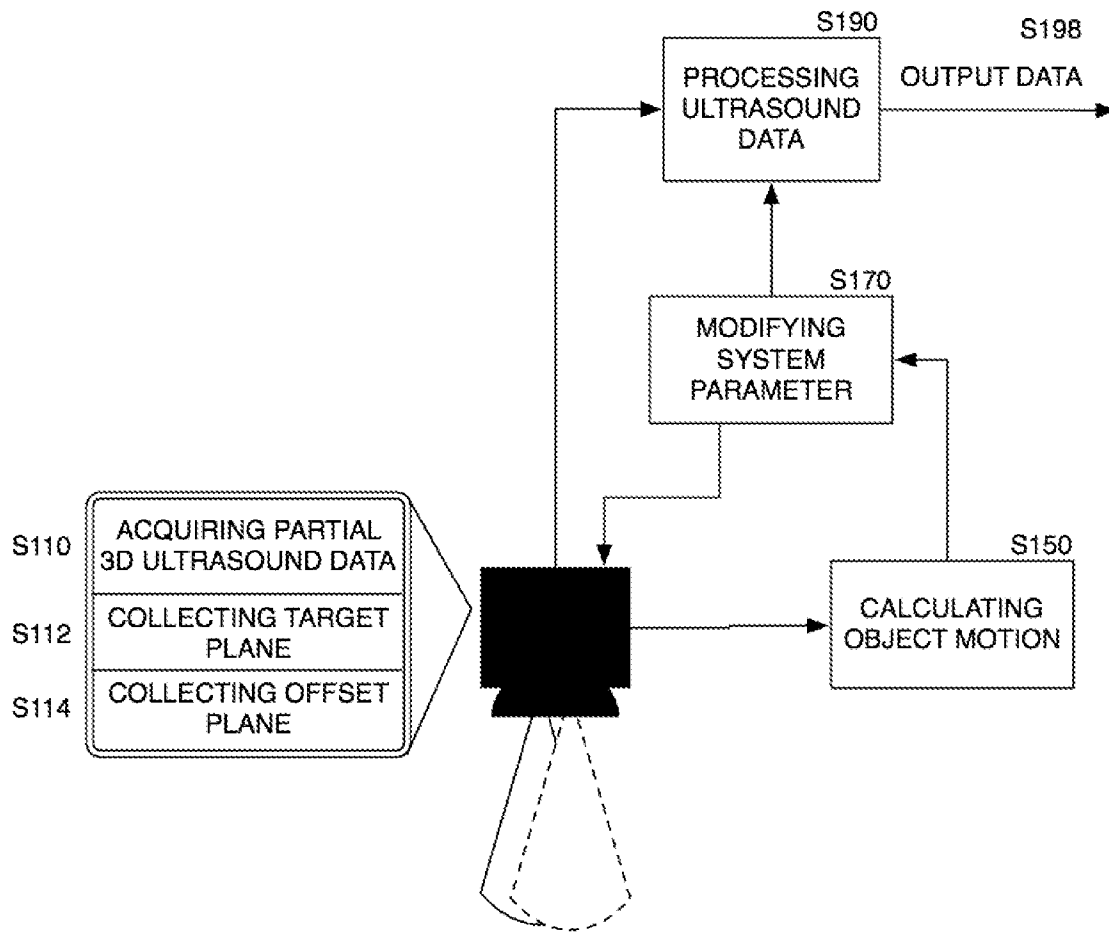 S190
S198
PROCESSING
ULTRASOUND
DATA
OUTPUT DATA
S170
MODIFYING
SYSTEM
PARAMETER
S110
ACQUIRING PARTIAL
3D ULTRASOUND DATA
S112
COLLECTING TARGET
PLANE
S114
COLLECTING OFFSET
PLANE
S150
CALCULATING
OBJECT MOTION